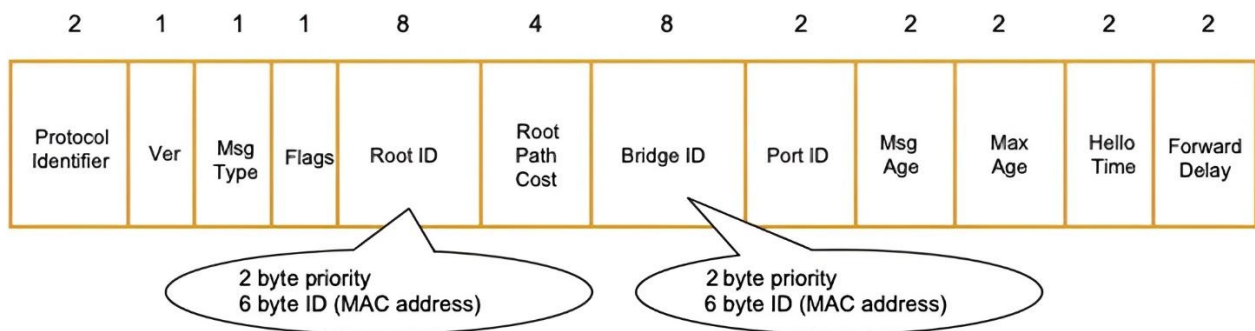 2 1 1 1 8 4 8 2 2 2 2 2
Protocol
Identifier
Ver
Msg
Type
Flags
Root ID
Root
Path
Cost
Bridge ID
Port ID
Msg
Age
Max
Age
Hello
Time
Forward
Delay
2 byte priority
6 byte ID (MAC address)
2 byte priority
6 byte ID (MAC address)